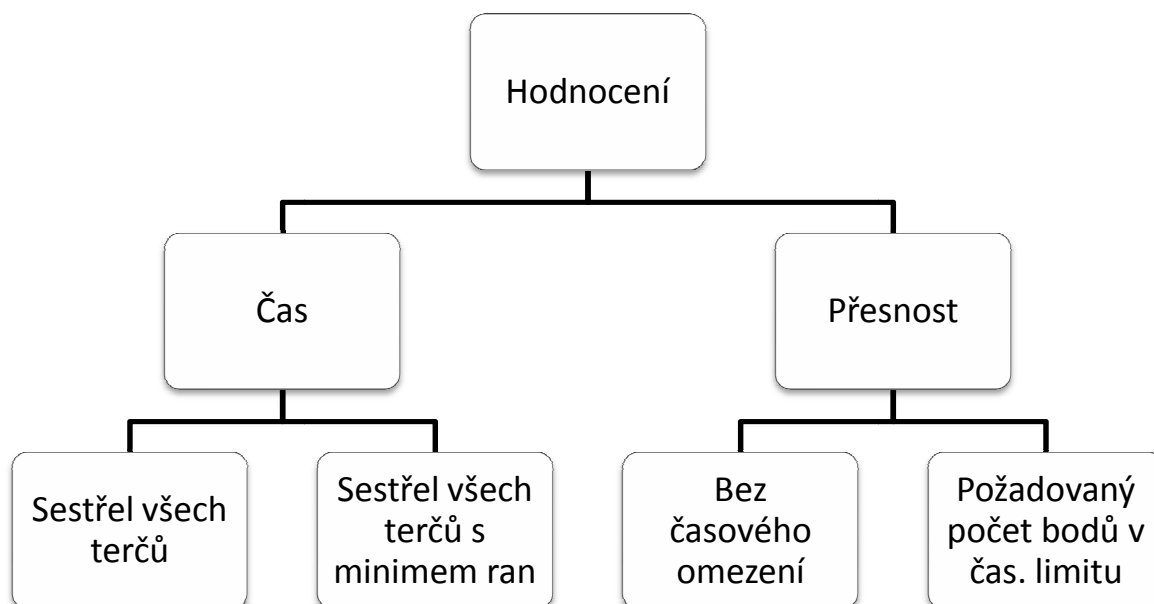 Hodnocení
Čas
Přesnost
Sestřel všech
terčů
Sestřel všech
terčů s
minimem ran
Bez
časového
omezení
Požadovaný
počet bodů v
čas. limitu